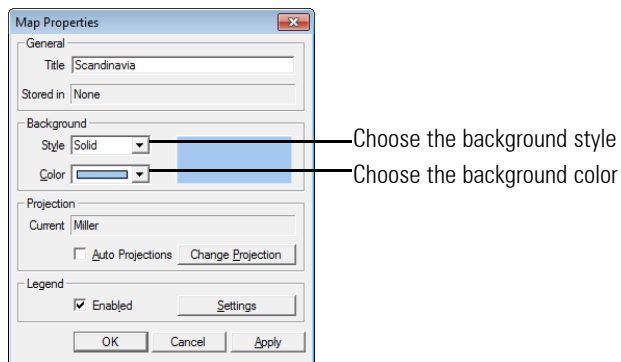 Map Properties
General
Title Scandinavia
Stored in None
Background
Style Solid
Choose the background style
Color
Choose the background color
Projection
Current Miller
Auto Projections Change Projection
Legend
Enabled Settings
OK Cancel Apply